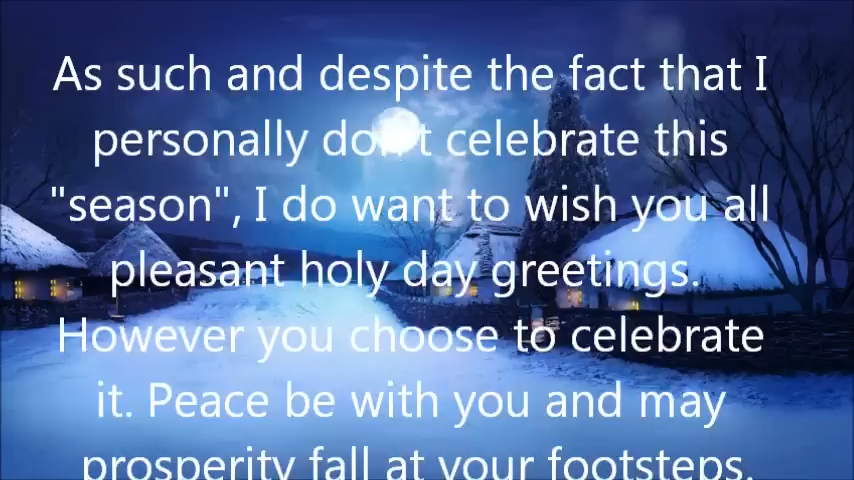 As such and despite the fact that I
personally don't celebrate this
"season", I do want to wish you all
pleasant holy day greetings.
However you choose to celebrate
it. Peace be with you and may
prosperity fall at your footsteps.